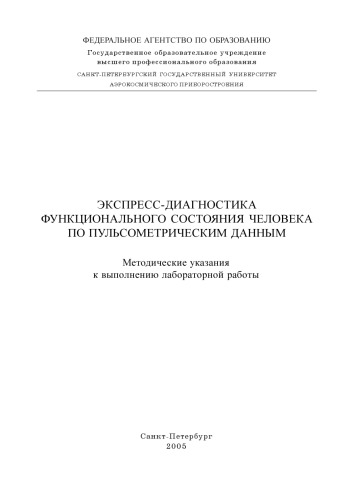 ФЕДЕРАЛЬНОЕ АГЕНТСТВО ПО ОБРАЗОВАНИЮ
Государственное образовательное учреждение
высшего профессионального образования
САНКТ-ПЕТЕРБУРГСКИЙ ГОСУДАРСТВЕННЫЙ УНИВЕРСИТЕТ
АЭРОКОСМИЧЕСКОГО ПРИБОРОСТРОЕНИЯ
ЭКСПРЕСС-ДИАГНОСТИКА
ФУНКЦИОНАЛЬНОГО СОСТОЯНИЯ ЧЕЛОВЕКА
ПО ПУЛЬСОМЕТРИЧЕСКИМ ДАННЫМ
Методические указания
к выполнению лабораторной работы
Санкт-Петербург
2005